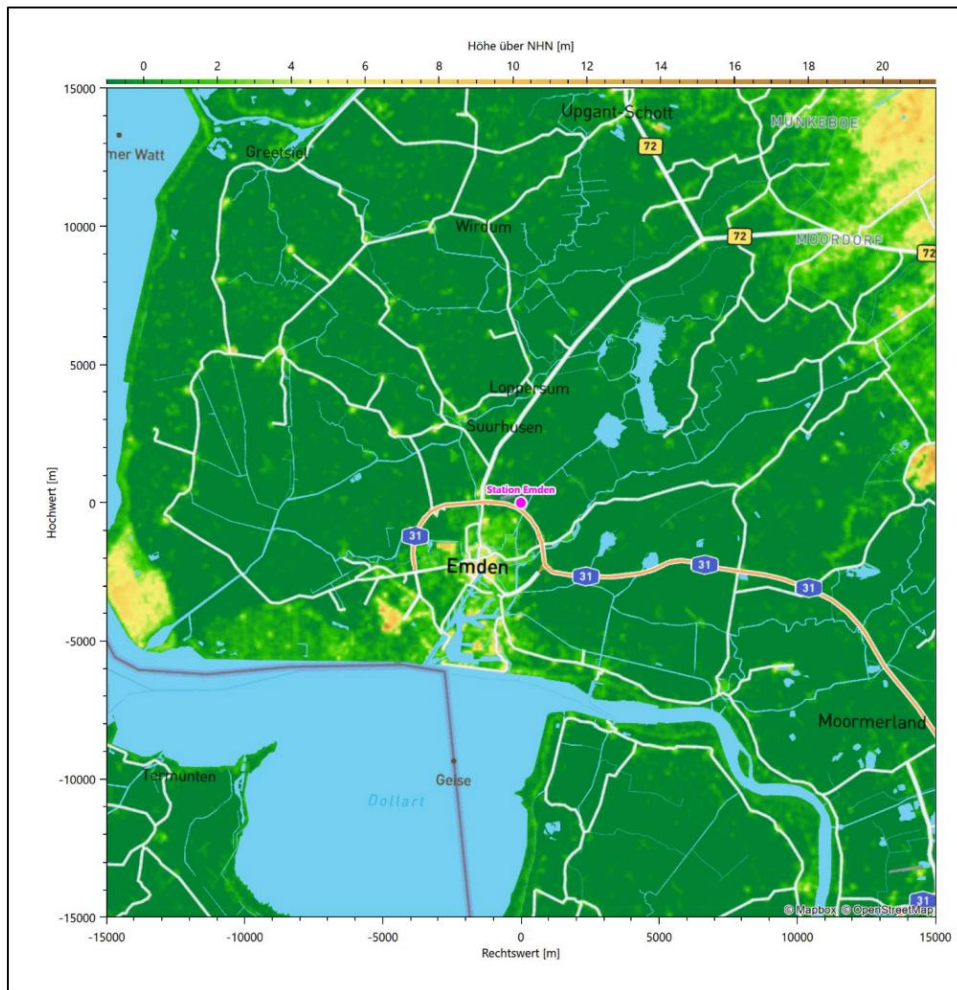 Höhe über NHN [m]
0 2 4 6 8 10 12 14 16 18 20
15000
Upgant-Schott
MÜNKEBOE
72
mer Watt
Greetsiel
10000
Wirdum
72
MOORDORF
72
5000
Loppersum
Suurhusen
Hochwert [m]
0
Station Emden
31
Emden
31
31
31
-5000
Moormerland
-10000
Termunten
Geise
Dollart
31
-15000
© Mapbox © OpenStreetMap
-15000 -10000 -5000 0 5000 10000 15000
Rechtswert [m]